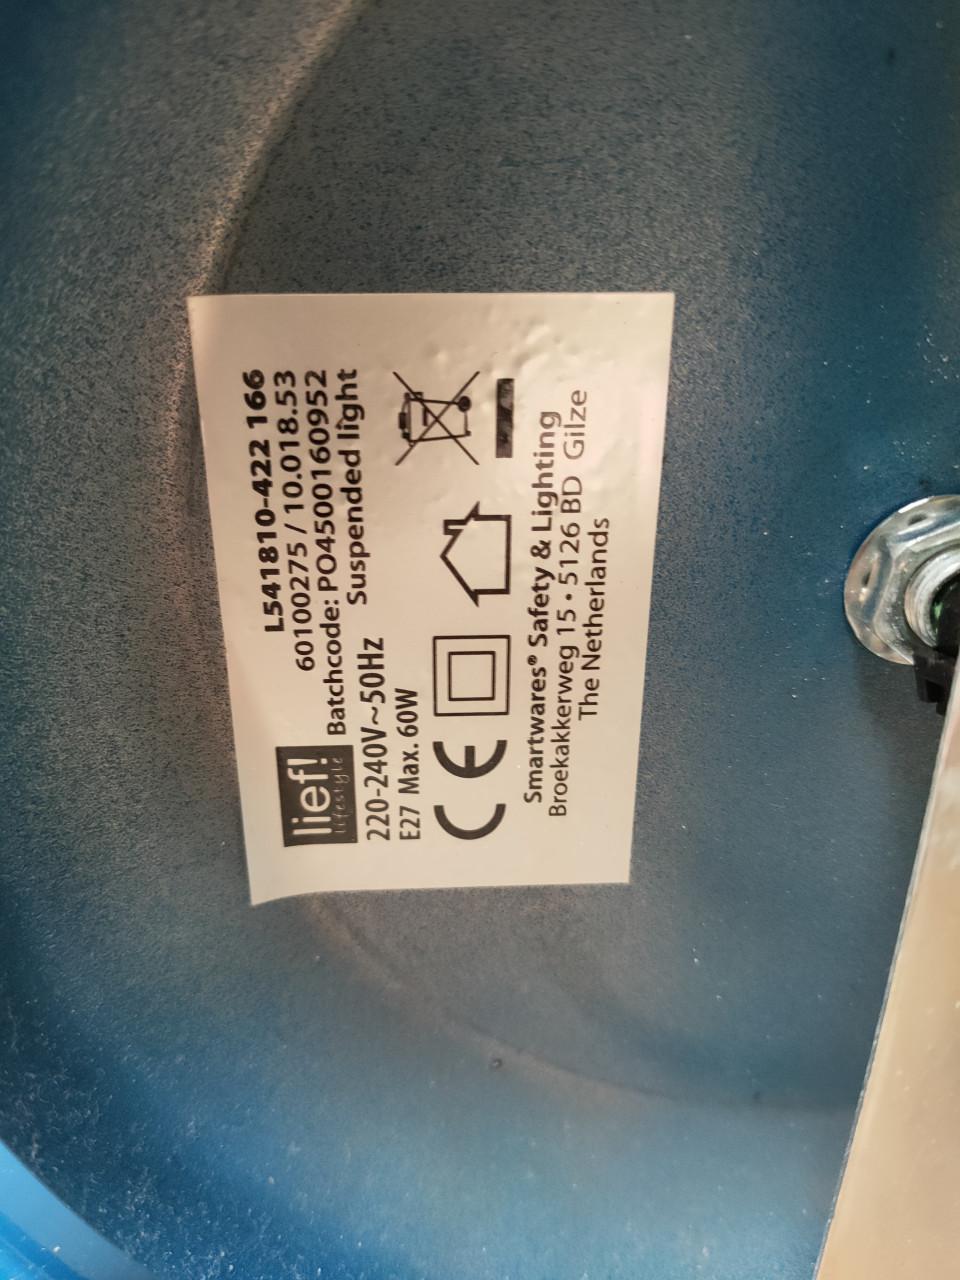 L541810-422 166
60100275 / 10.018.53
Batchcode: PO4500160952
Suspended light
lief!
lifestyle
220-240V~50Hz
E27 Max. 60W
CE
Smartwares® Safety & Lighting
Broekakkerweg 15 • 5126 BD Gilze
The Netherlands